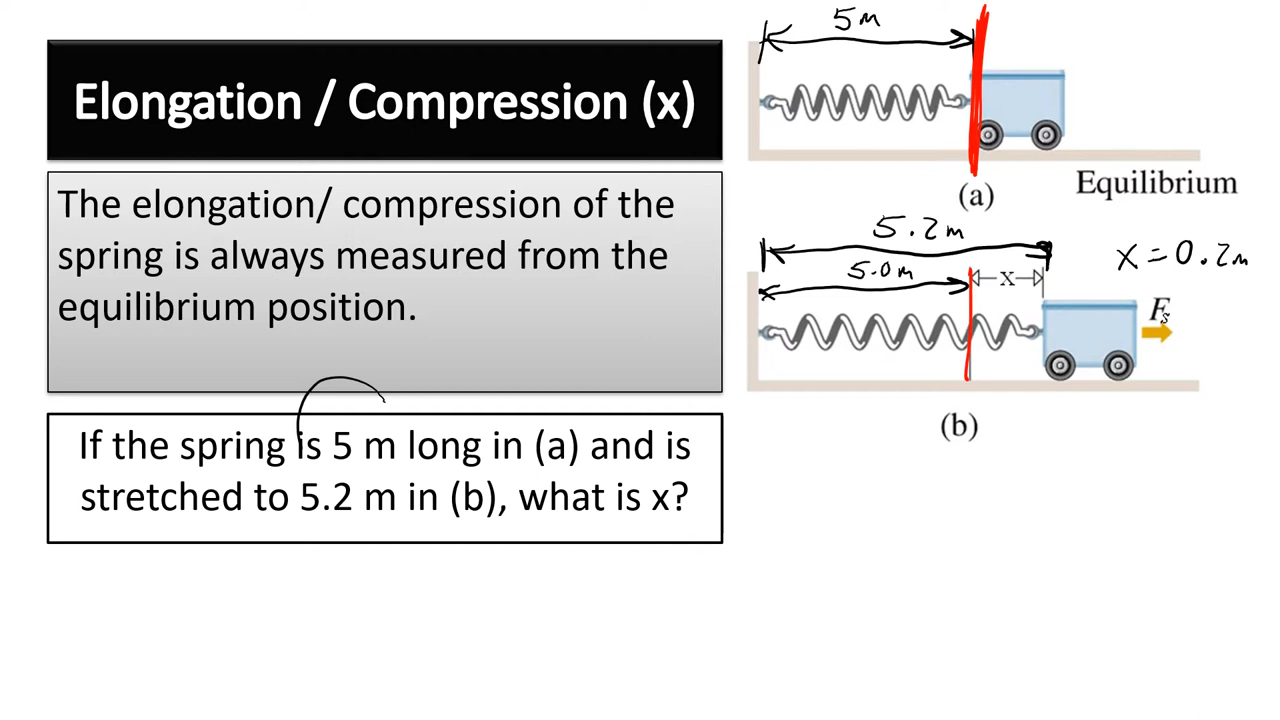 Elongation / Compression (x)
The elongation/ compression of the
spring is always measured from the
equilibrium position.
If the spring is 5 m long in (a) and is
stretched to 5.2 m in (b), what is x?
5m
(a)
Equilibrium
5.2m
5.0m
x
x = 0.2m
Fs
(b)